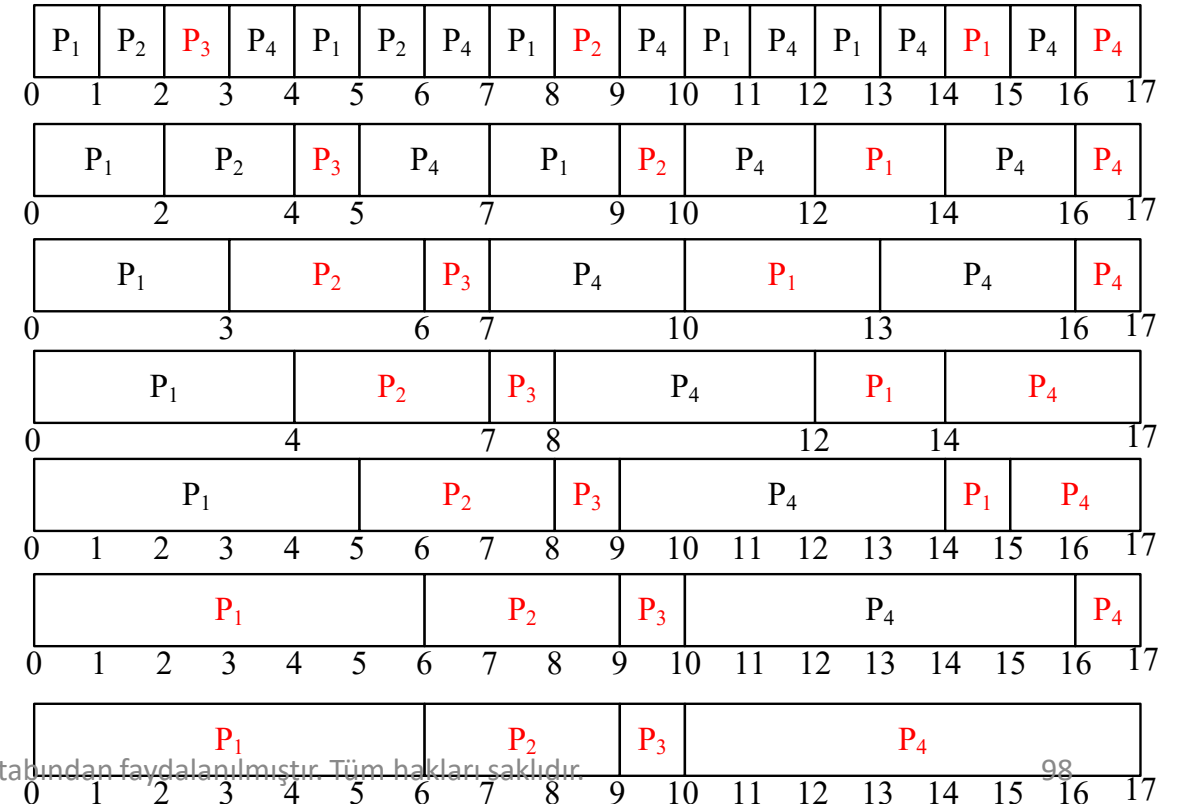 P₁ P₂ P₃ P₄ P₁ P₂ P₄ P₁ P₂ P₄ P₁ P₄ P₁ P₄ P₁ P₄ P₄
0 1 2 3 4 5 6 7 8 9 10 11 12 13 14 15 16 17
P₁ P₂ P₃ P₄ P₁ P₂ P₄ P₁ P₄ P₄
0 2 4 5 7 9 10 12 14 16 17
P₁ P₂ P₃ P₄ P₁ P₄ P₄
0 3 6 7 10 13 16 17
P₁ P₂ P₃ P₄ P₁ P₄
0 4 7 8 12 14 17
P₁ P₂ P₃ P₄ P₁ P₄
0 1 2 3 4 5 6 7 8 9 10 11 12 13 14 15 16 17
P₁ P₂ P₃ P₄ P₄
0 1 2 3 4 5 6 7 8 9 10 11 12 13 14 15 16 17
P₁ P₂ P₃ P₄
tabından faydalanılmıştır. Tüm hakları saklıdır. 98
0 1 2 3 4 5 6 7 8 9 10 11 12 13 14 15 16 17